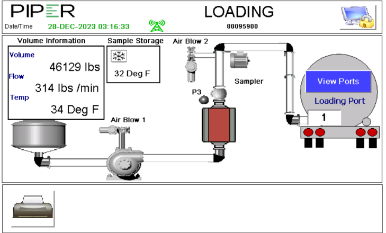 PIPER
LOADING
Date/Time 28-DEC-2023 03:16:33
00095900
Volume Information
Sample Storage
Air Blow 2
Volume
46129 lbs
Flow
314 lbs /min
Temp
34 Deg F
32 Deg F
Sampler
P3
View Ports
Loading Port
1
Air Blow 1